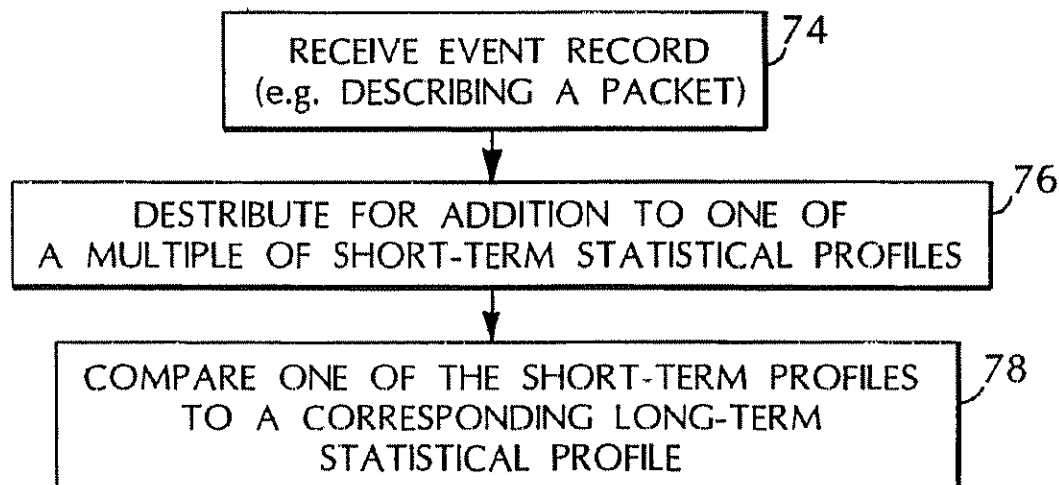 RECEIVE EVENT RECORD
(e.g. DESCRIBING A PACKET)
74
DESTRIBUTE FOR ADDITION TO ONE OF
A MULTIPLE OF SHORT-TERM STATISTICAL PROFILES
76
COMPARE ONE OF THE SHORT-TERM PROFILES
TO A CORRESPONDING LONG-TERM
STATISTICAL PROFILE
78